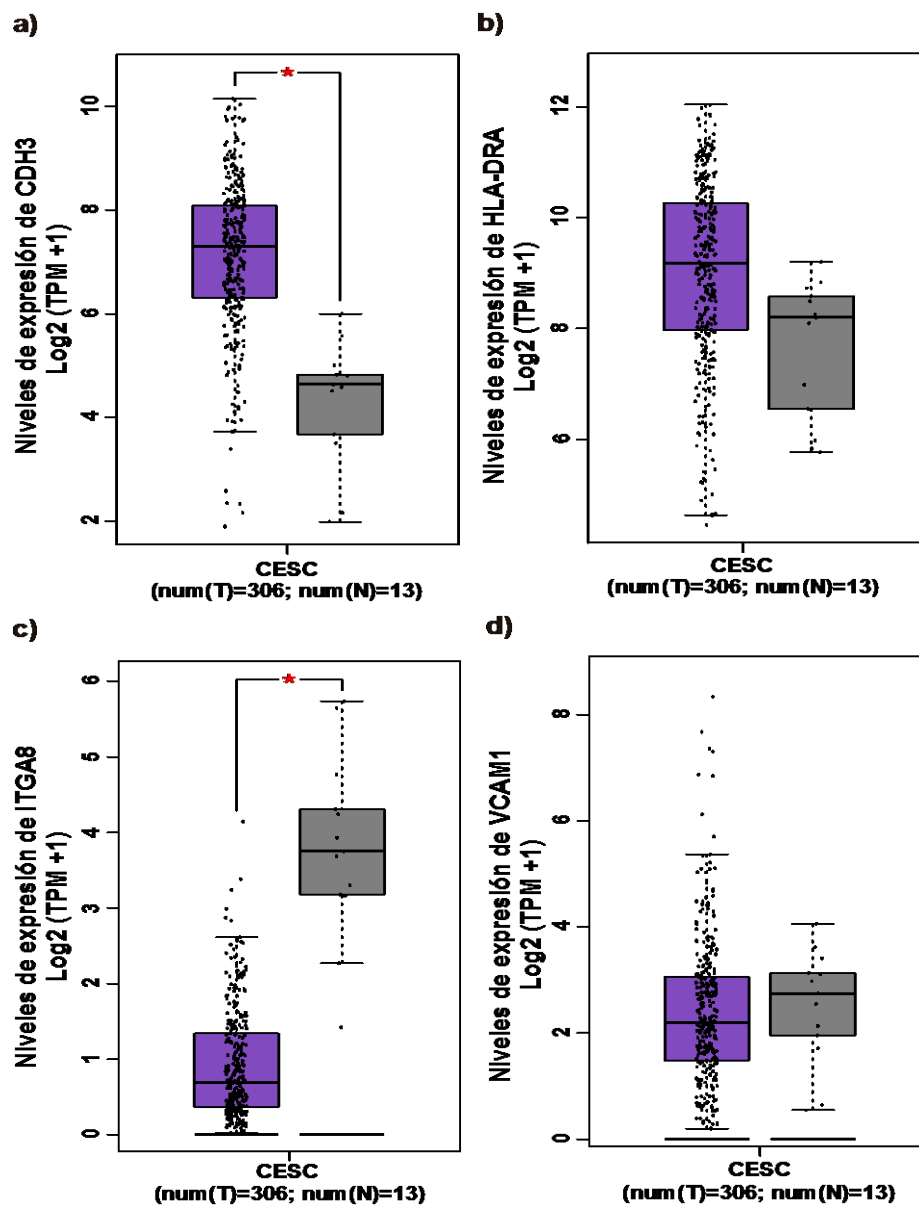 a)
Niveles de expresión de CDH3
Log2 (TPM +1)
10
8
6
4
2
*
CESC
(num(T)=306; num(N)=13)
b)
Niveles de expresión de HLA-DRA
Log2 (TPM +1)
12
10
8
6
CESC
(num(T)=306; num(N)=13)
c)
Niveles de expresión de ITGA8
Log2 (TPM +1)
6
5
4
3
2
1
0
*
CESC
(num(T)=306; num(N)=13)
d)
Niveles de expresión de VCAM1
Log2 (TPM +1)
8
6
4
2
0
CESC
(num(T)=306; num(N)=13)